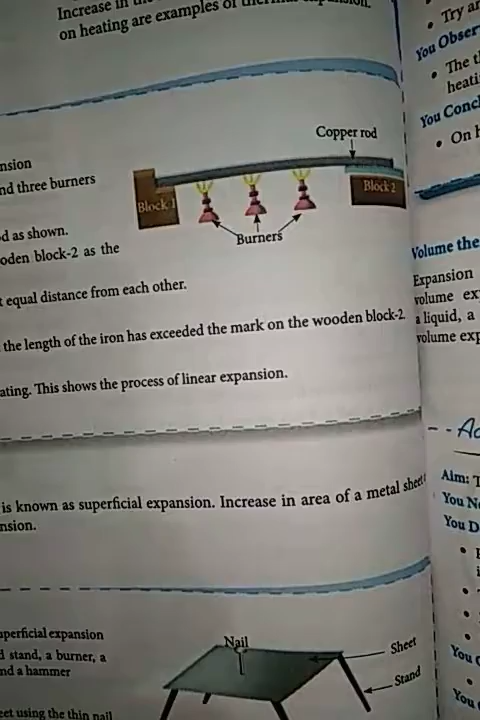 Increase in
on heating are examples of thermal expansion.
Copper rod
nd three burners
Block 1
Block 2
d as shown.
oden block-2 as the
Burners
t equal distance from each other.
the length of the iron has exceeded the mark on the wooden block-2.
ating. This shows the process of linear expansion.
is known as superficial expansion. Increase in area of a metal sheet
nsion.
perficial expansion
Nail
Sheet
d stand, a burner, a
Stand
nd a hammer
eet using the thin nail
• Try an
You Obser
• The t
heati
You Concl
• On h
Volume the
Expansion
volume ex
a liquid, a
volume exp
Aim: T
You Ne
You D
You
You